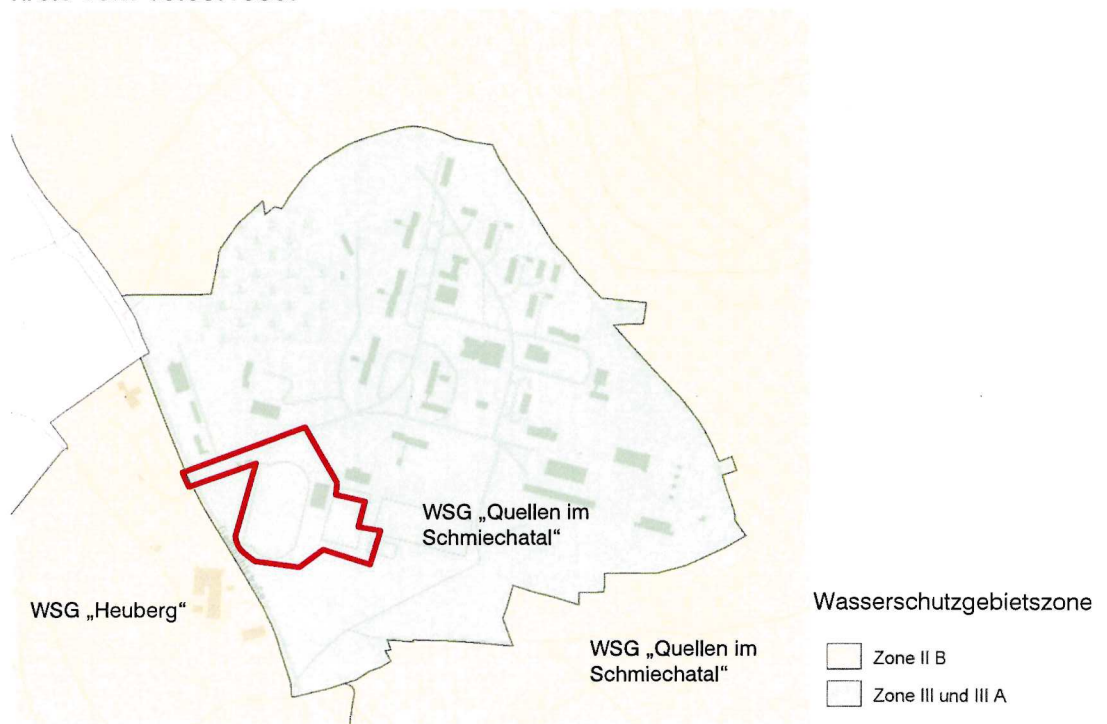 WSG „Quellen im
Schmiechatal“
WSG „Heuberg“
WSG „Quellen im
Schmiechatal“
Wasserschutzgebietszone
Zone II B
Zone III und III A